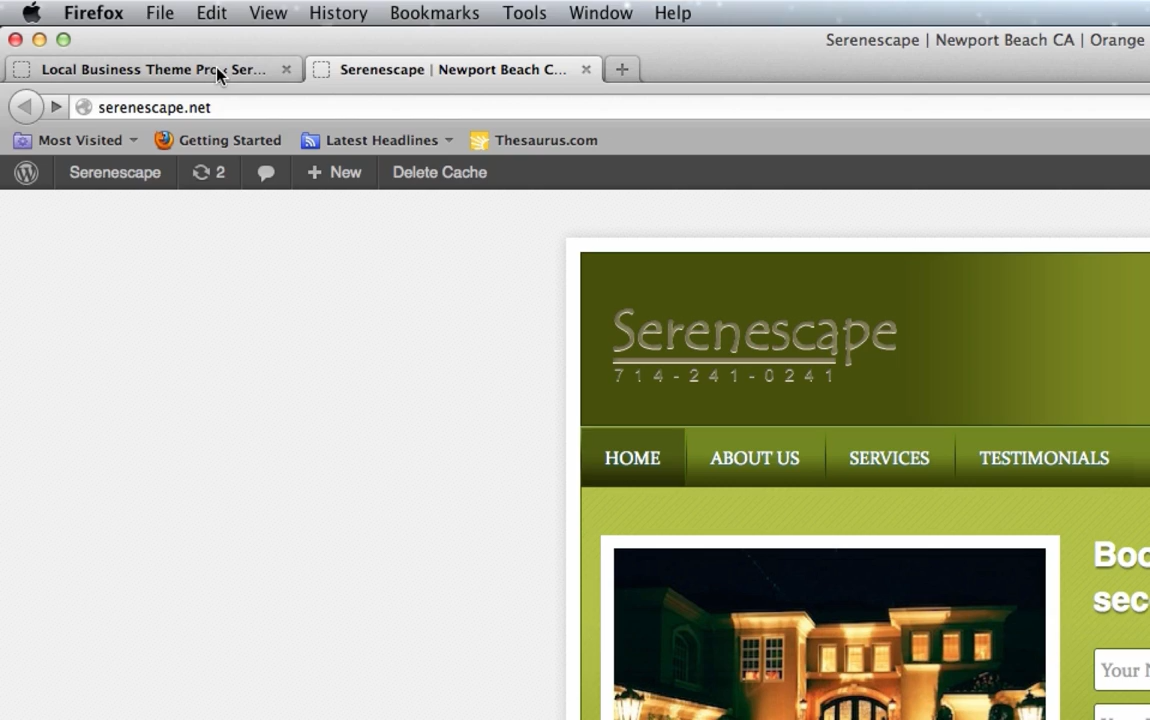 Firefox File Edit View History Bookmarks Tools Window Help
Serenescape | Newport Beach CA | Orange
Local Business Theme Pro ‹ Ser... Serenescape | Newport Beach C...
serenescape.net
Most Visited Getting Started Latest Headlines Thesaurus.com
Serenescape 2 + New Delete Cache
Serenescape
714-241-0241
HOME ABOUT US SERVICES TESTIMONIALS
Boo
sec
Your N